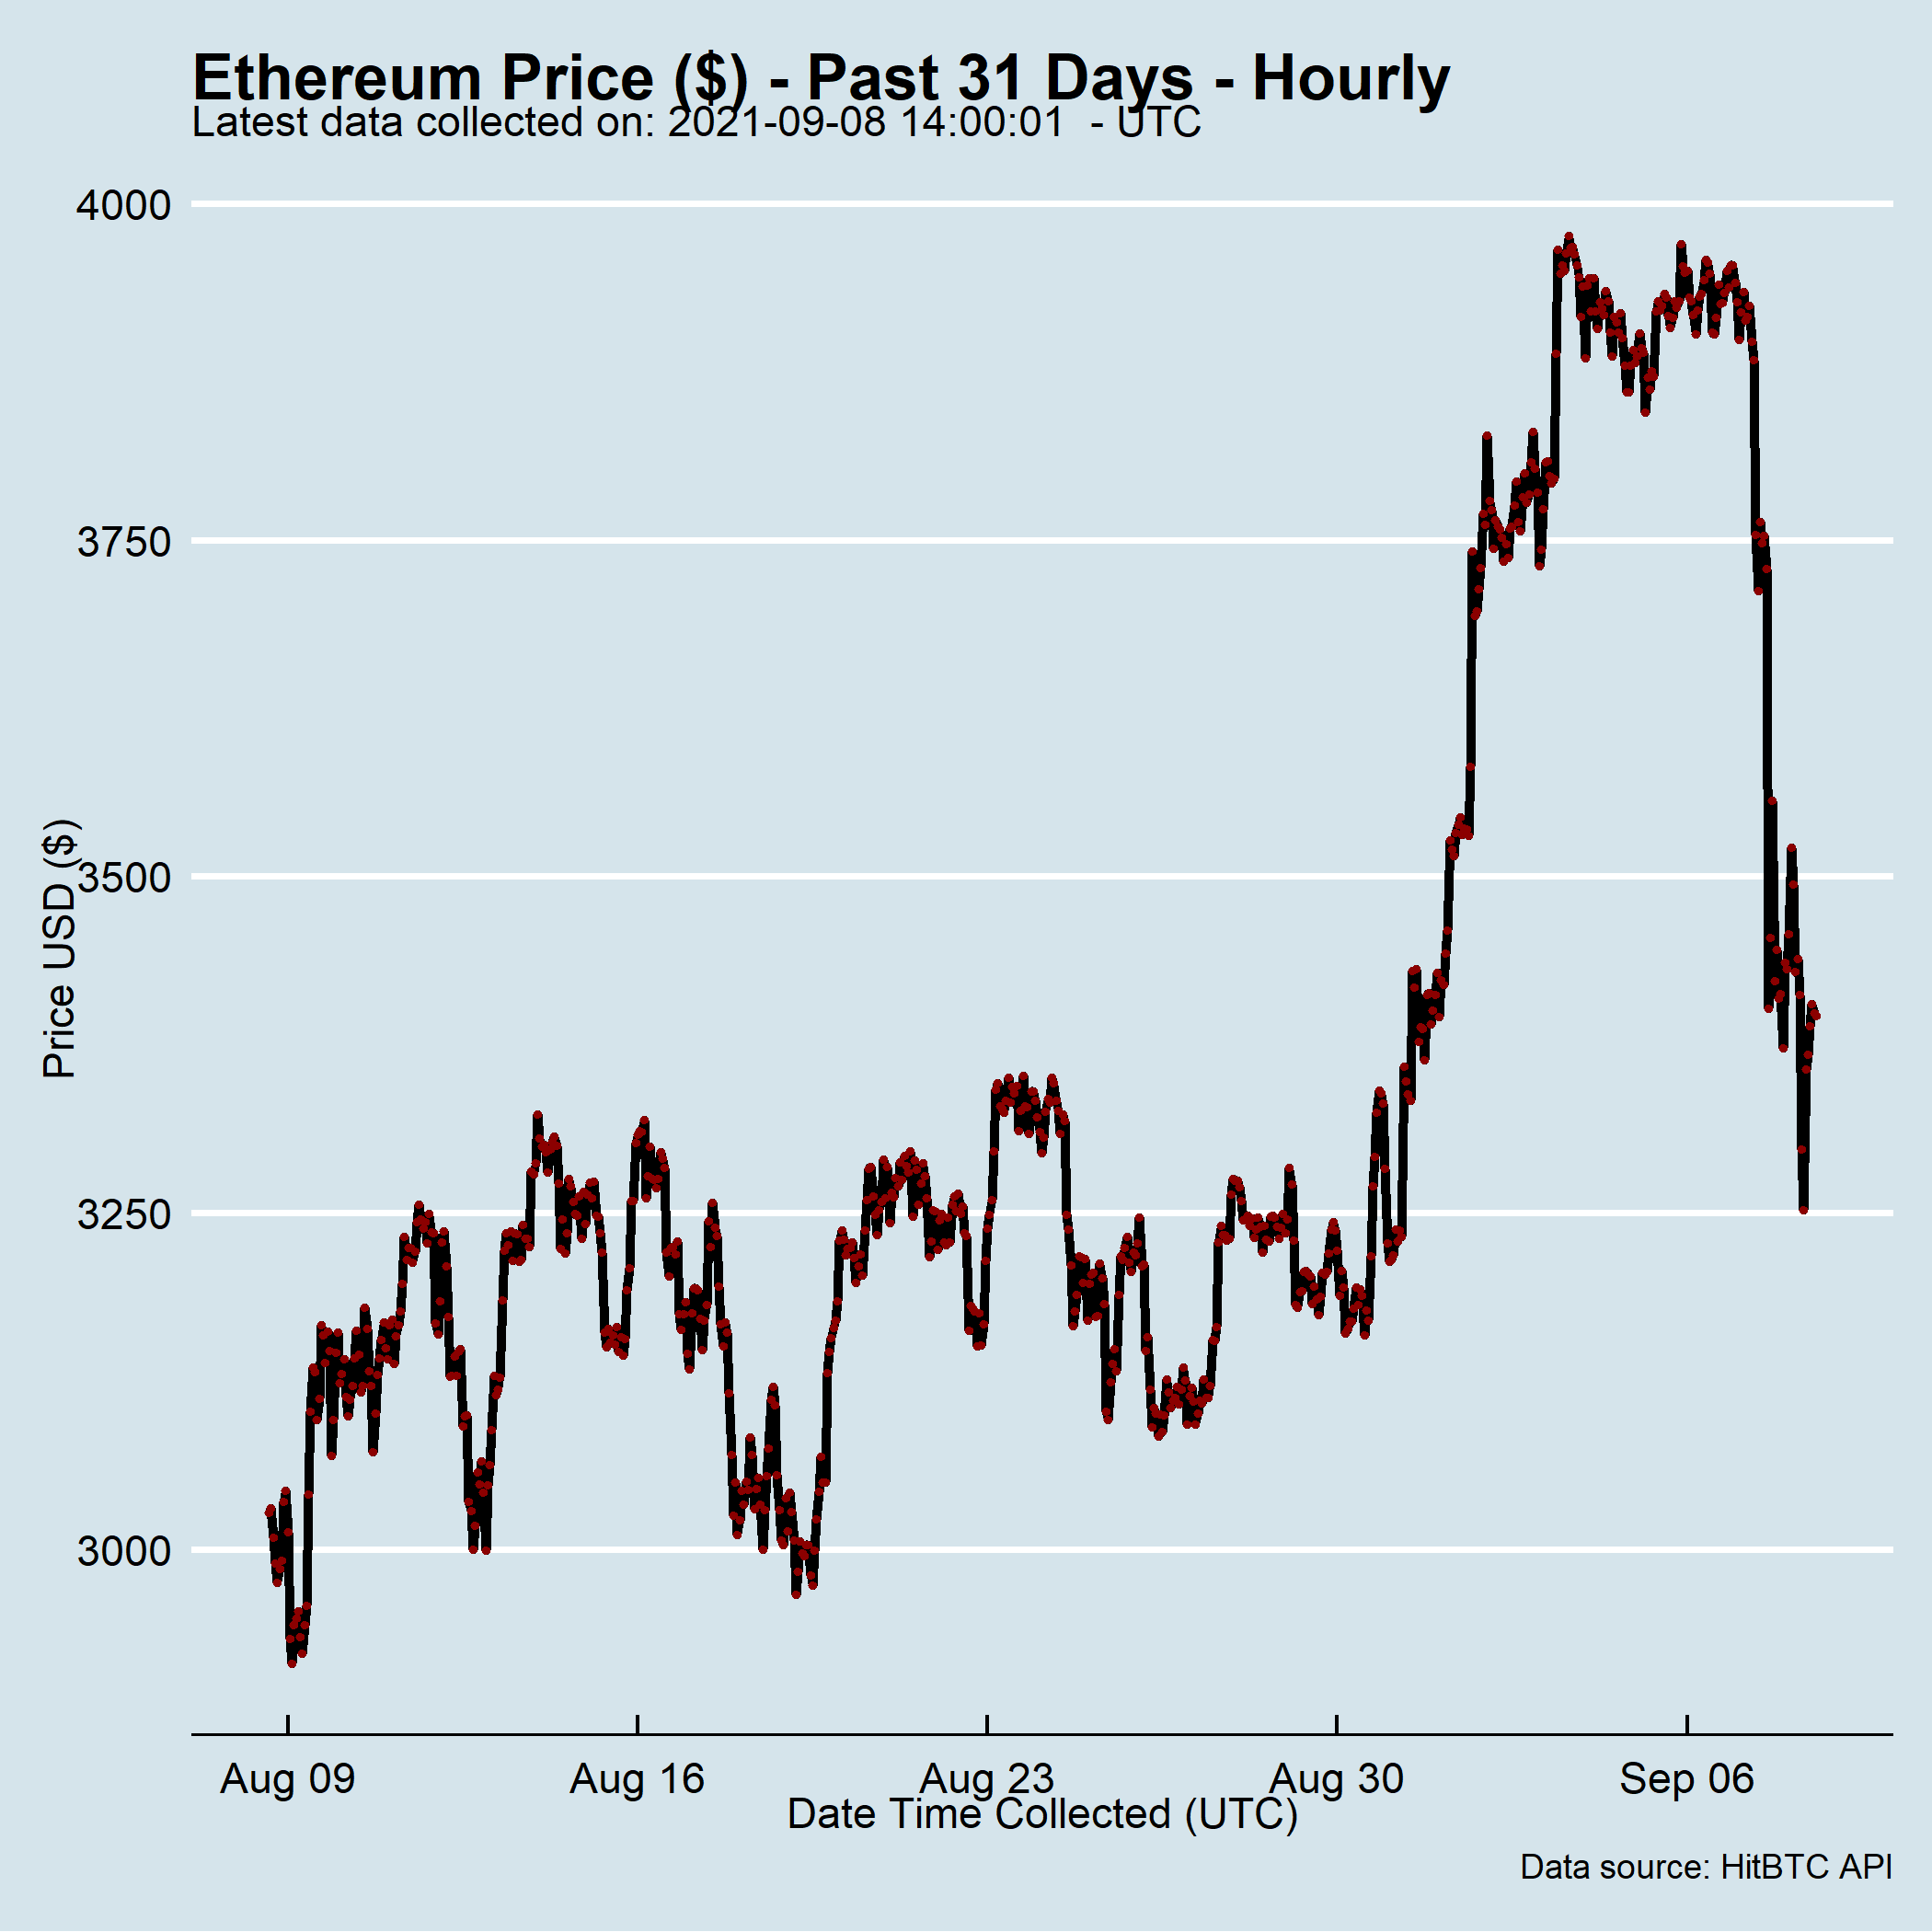 Ethereum Price ($) - Past 31 Days - Hourly
Latest data collected on: 2021-09-08 14:00:01  - UTC
4000
3750
3500
3250
3000
Price USD ($)
Aug 09
Aug 16
Aug 23
Aug 30
Sep 06
Date Time Collected (UTC)
Data source: HitBTC API